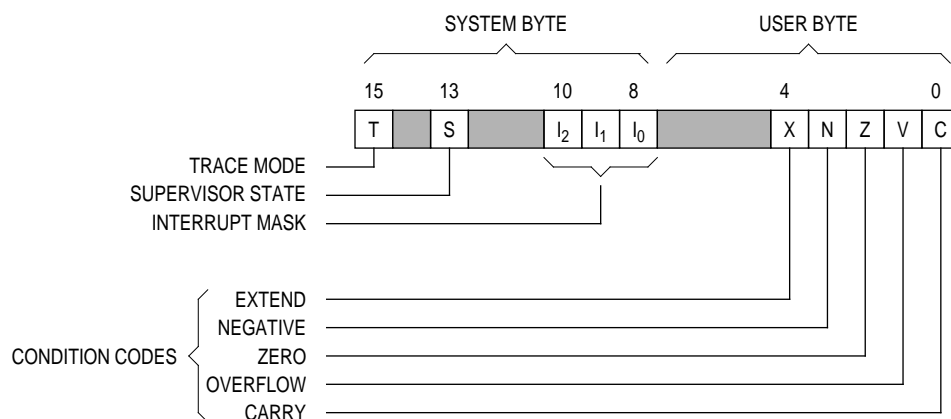 SYSTEM BYTE USER BYTE
15 13 10 8 4 0
T S I2 I1 I0 X N Z V C
TRACE MODE
SUPERVISOR STATE
INTERRUPT MASK
EXTEND
NEGATIVE
CONDITION CODES
ZERO
OVERFLOW
CARRY